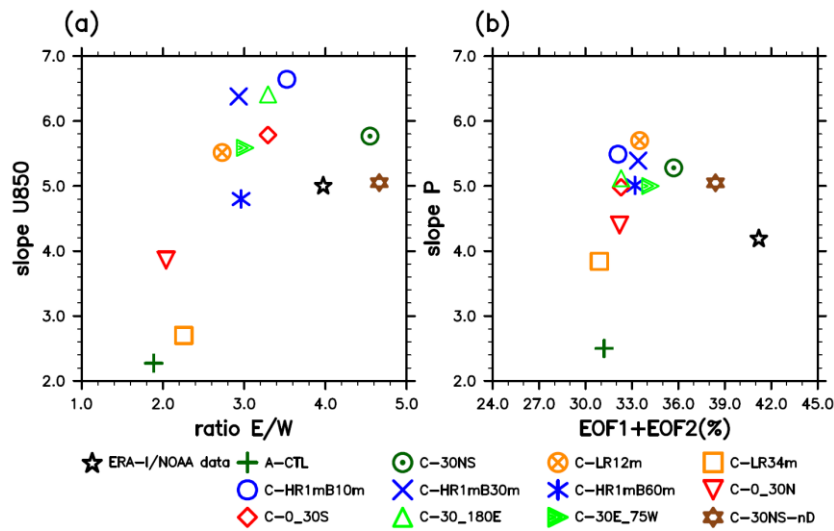 (a)
(b)
7.0
6.0
5.0
4.0
3.0
2.0
slope U850
1.0 2.0 3.0 4.0 5.0
ratio E/W
7.0
6.0
5.0
4.0
3.0
2.0
slope P
24.0 27.0 30.0 33.0 36.0 39.0 42.0 45.0
EOF1+EOF2(%)
ERA-I/NOAA data A-CTL C-30NS C-LR12m C-LR34m
C-HR1mB10m C-HR1mB30m C-HR1mB60m C-0_30N
C-0_30S C-30_180E C-30E_75W C-30NS-nD